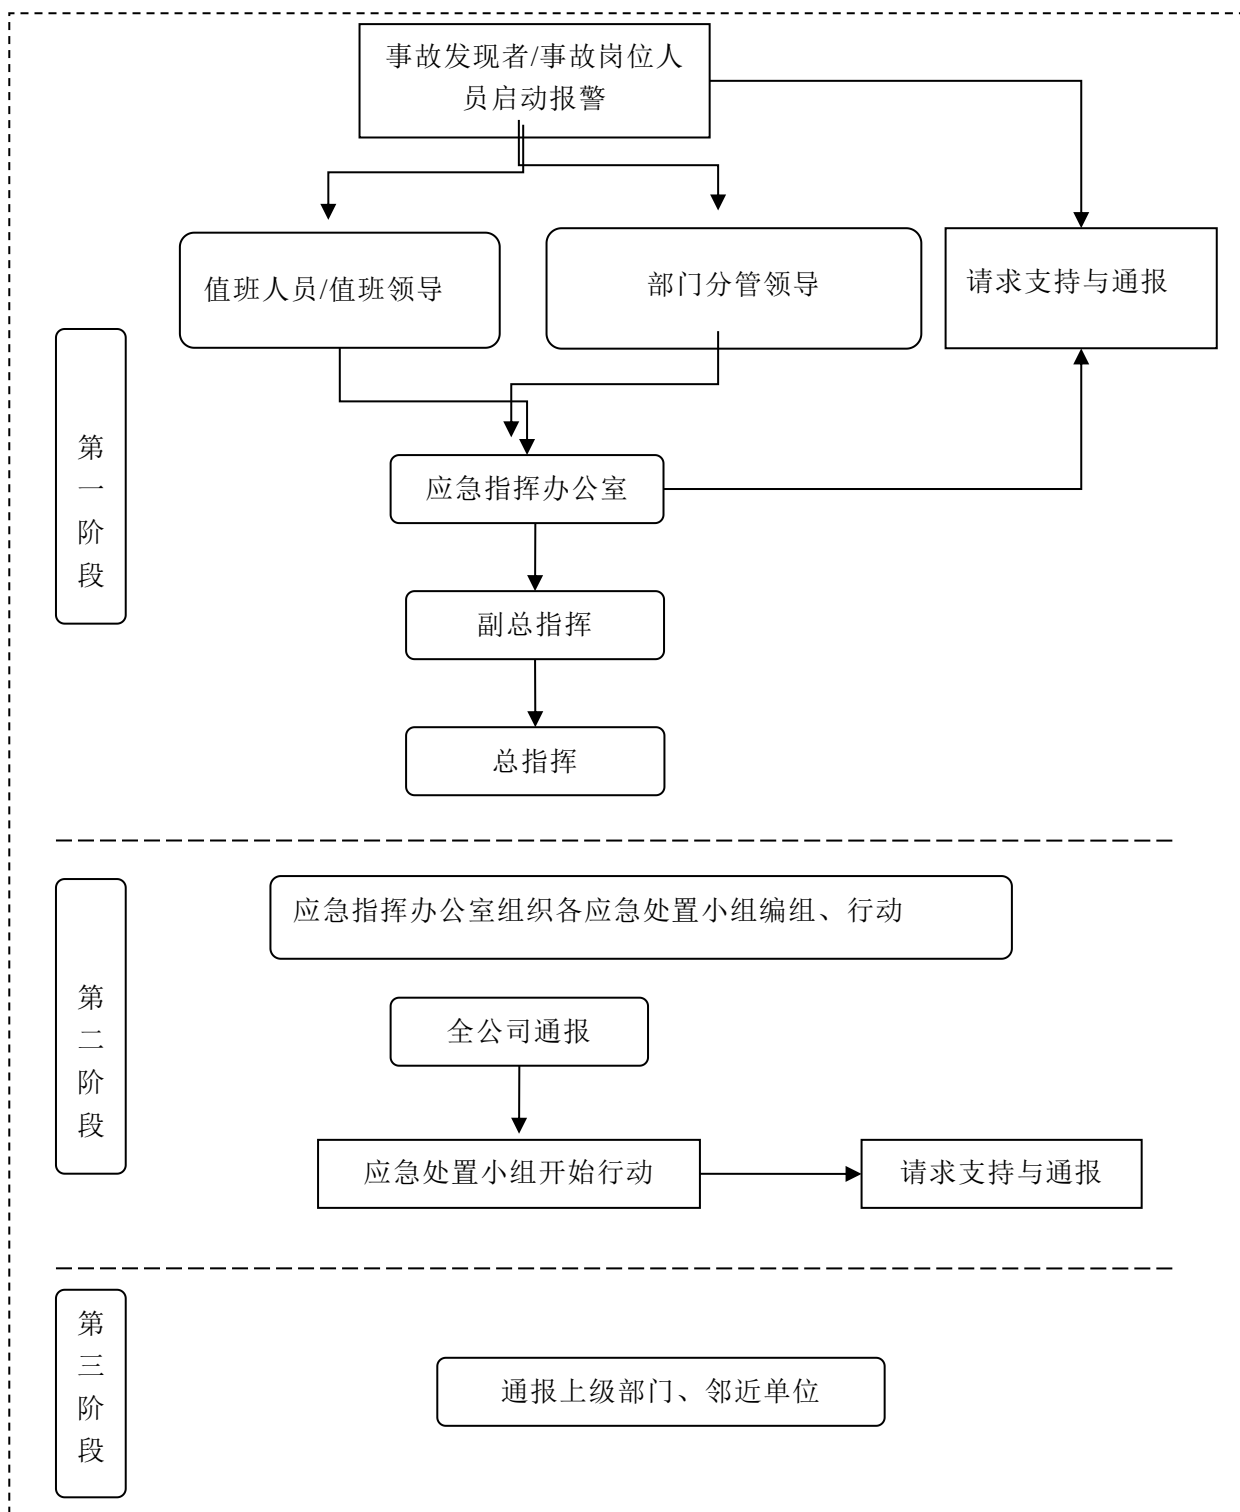 事故发现者/事故岗位人
员启动报警
值班人员/值班领导
部门分管领导
请求支持与通报
第
一
阶
段
应急指挥办公室
副总指挥
总指挥
第
二
阶
段
应急指挥办公室组织各应急处置小组编组、行动
全公司通报
应急处置小组开始行动
请求支持与通报
第
三
阶
段
通报上级部门、邻近单位